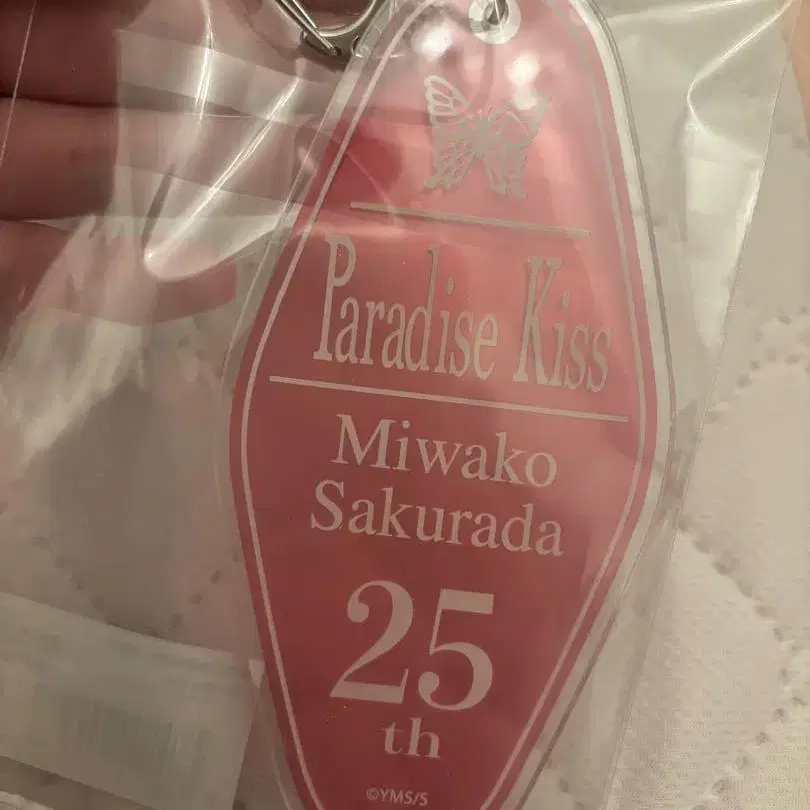 Paradise Kiss
Miwako
Sakurada
25
th
©YMS/S